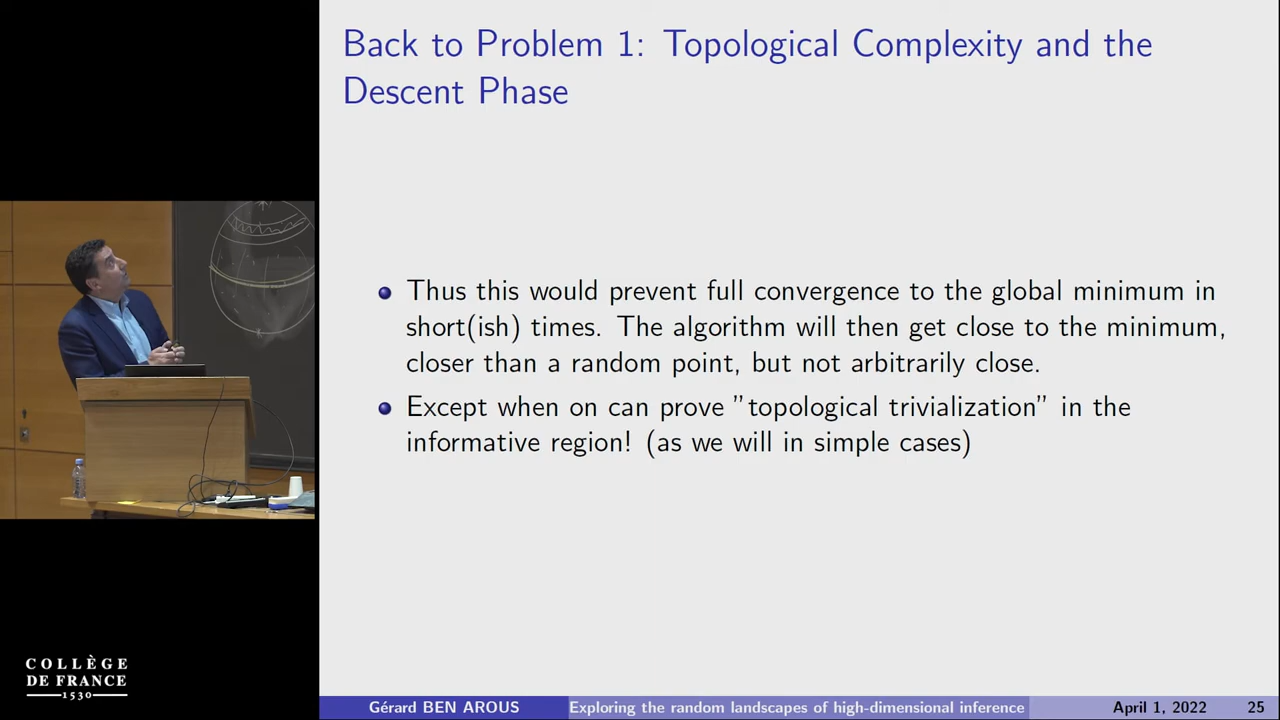 Back to Problem 1: Topological Complexity and the
Descent Phase
Thus this would prevent full convergence to the global minimum in
short(ish) times. The algorithm will then get close to the minimum,
closer than a random point, but not arbitrarily close.
Except when on can prove ”topological trivialization” in the
informative region! (as we will in simple cases)
COLLÈGE
DE FRANCE
1530
Gérard BEN AROUS Exploring the random landscapes of high-dimensional inference April 1, 2022 25